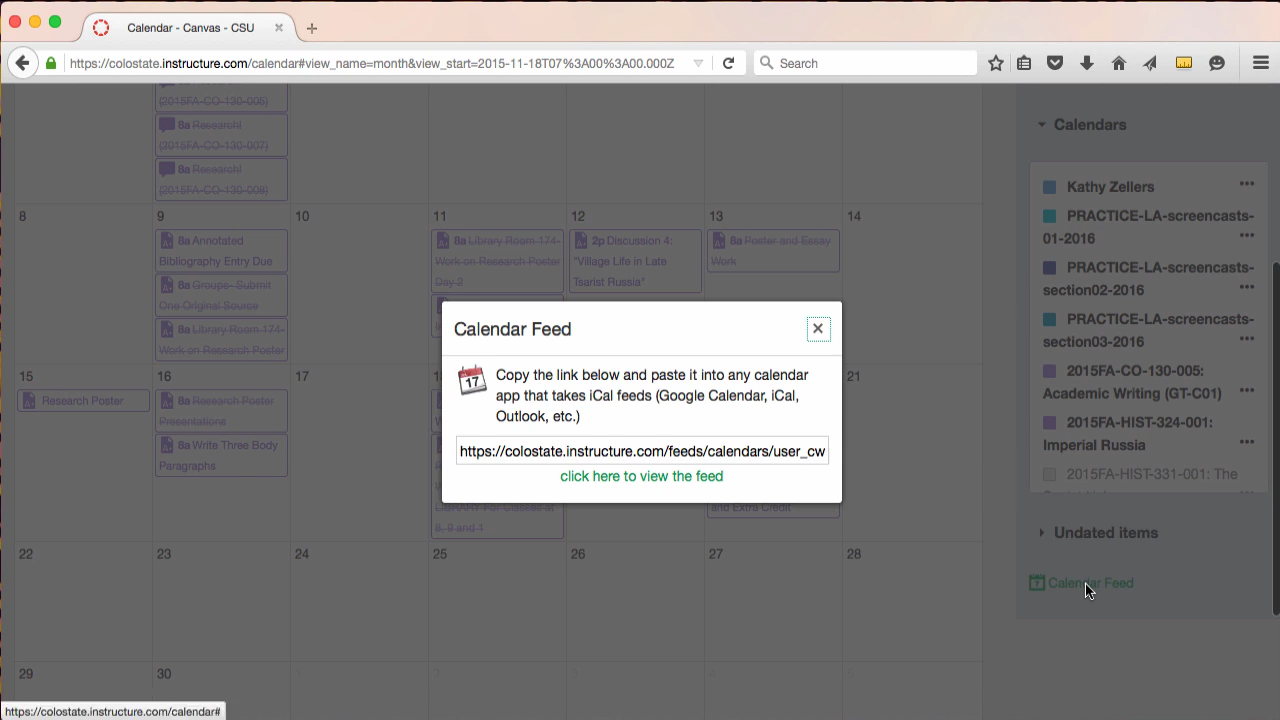 Calendar - Canvas - CSU
https://colostate.instructure.com/calendar#view_name=month&view_start=2015-11-18T07%3A00%3A00.000Z
Search
(2015FA-CO-130-005)
8a Research!
(2015FA-CO-130-007)
8a Research!
(2015FA-CO-130-008)
8
9
10
11
12
13
14
8a Annotated
Bibliography Entry Due
8a Groups- Submit
One Original Source
8a Library Room 174-
Work on Research Poster
8a Library Room 174-
Work on Research Poster
Day 2
2p Discussion 4:
"Village Life in Late
Tsarist Russia"
8a Poster and Essay
Work
15
16
17
21
Research Poster
8a Research Poster
Presentations
8a Write Three Body
Paragraphs
LIBRARY For Classes at
8, 9 and 1
and Extra Credit
22
23
24
25
26
27
28
29
30
Calendar Feed
17
Copy the link below and paste it into any calendar
app that takes iCal feeds (Google Calendar, iCal,
Outlook, etc.)
https://colostate.instructure.com/feeds/calendars/user_cw
click here to view the feed
Calendars
Kathy Zellers
PRACTICE-LA-screencasts-
01-2016
PRACTICE-LA-screencasts-
section02-2016
PRACTICE-LA-screencasts-
section03-2016
2015FA-CO-130-005:
Academic Writing (GT-C01)
2015FA-HIST-324-001:
Imperial Russia
2015FA-HIST-331-001: The
Undated items
Calendar Feed
https://colostate.instructure.com/calendar#